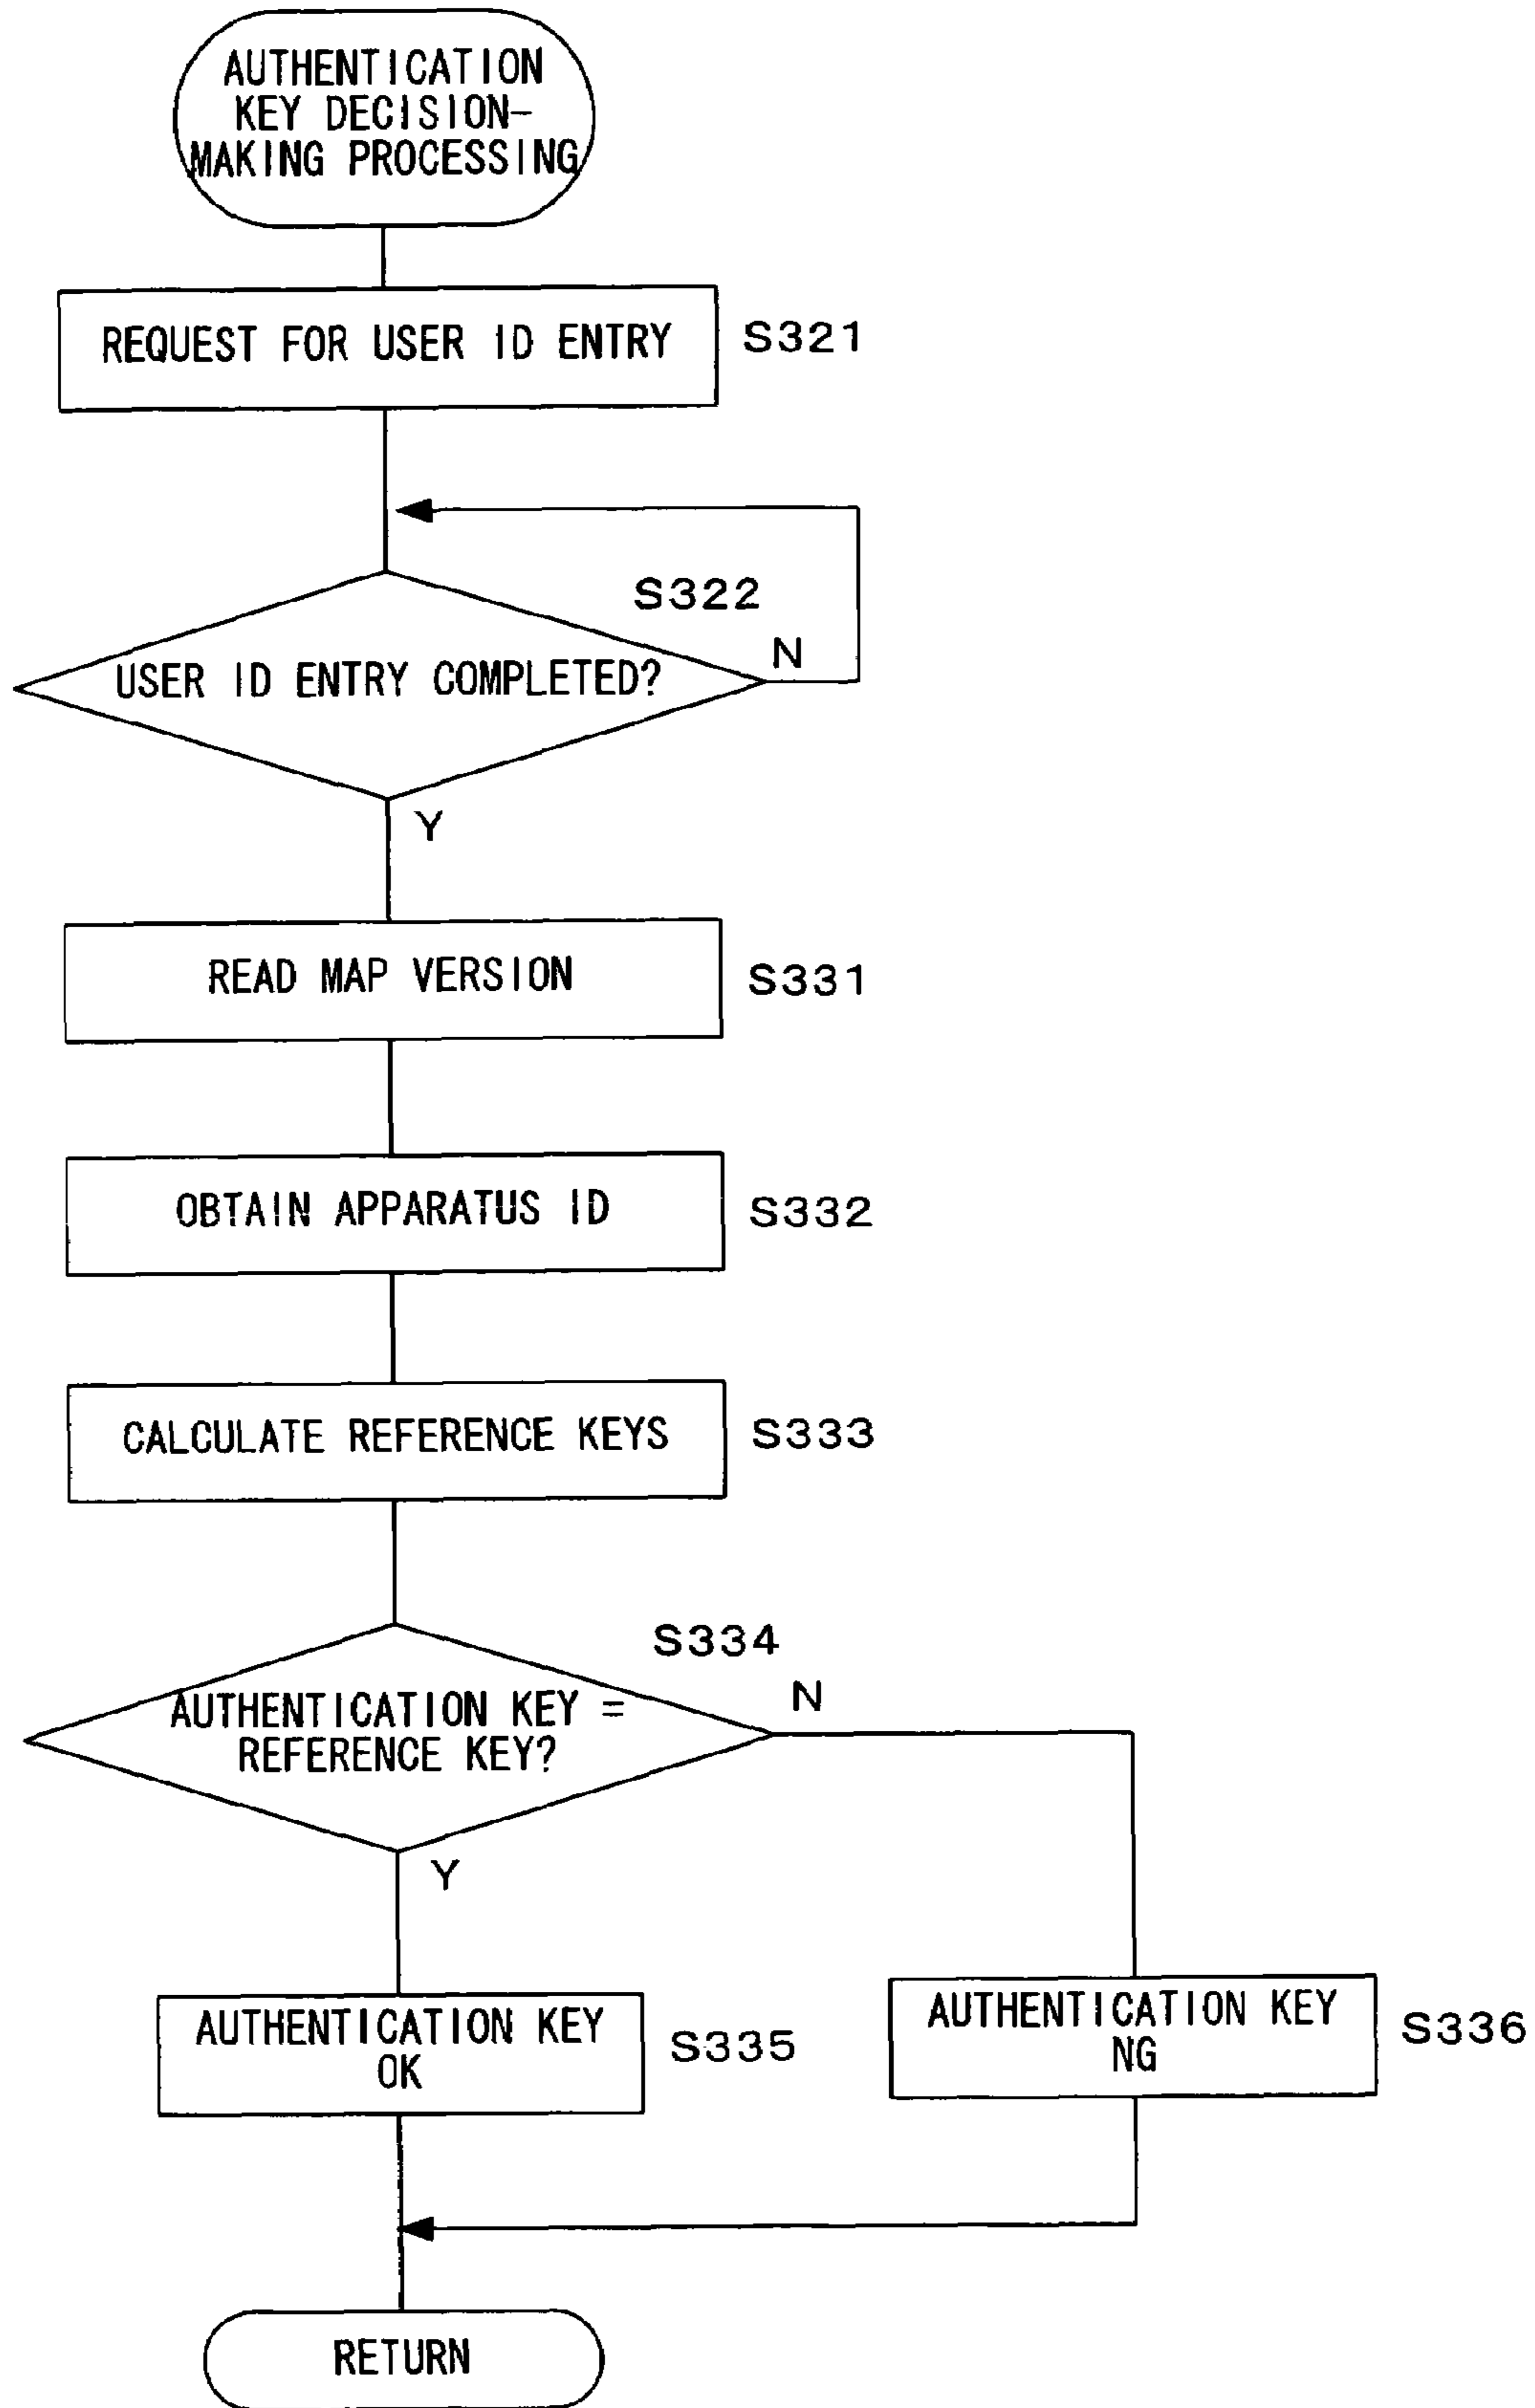 AUTHENTICATION
KEY DECISION-
MAKING PROCESSING
REQUEST FOR USER ID ENTRY
S321
S322
N
USER ID ENTRY COMPLETED?
Y
READ MAP VERSION
S331
OBTAIN APPARATUS ID
S332
CALCULATE REFERENCE KEYS
S333
S334
N
AUTHENTICATION KEY =
REFERENCE KEY?
Y
AUTHENTICATION KEY
OK
S335
AUTHENTICATION KEY
NG
S336
RETURN